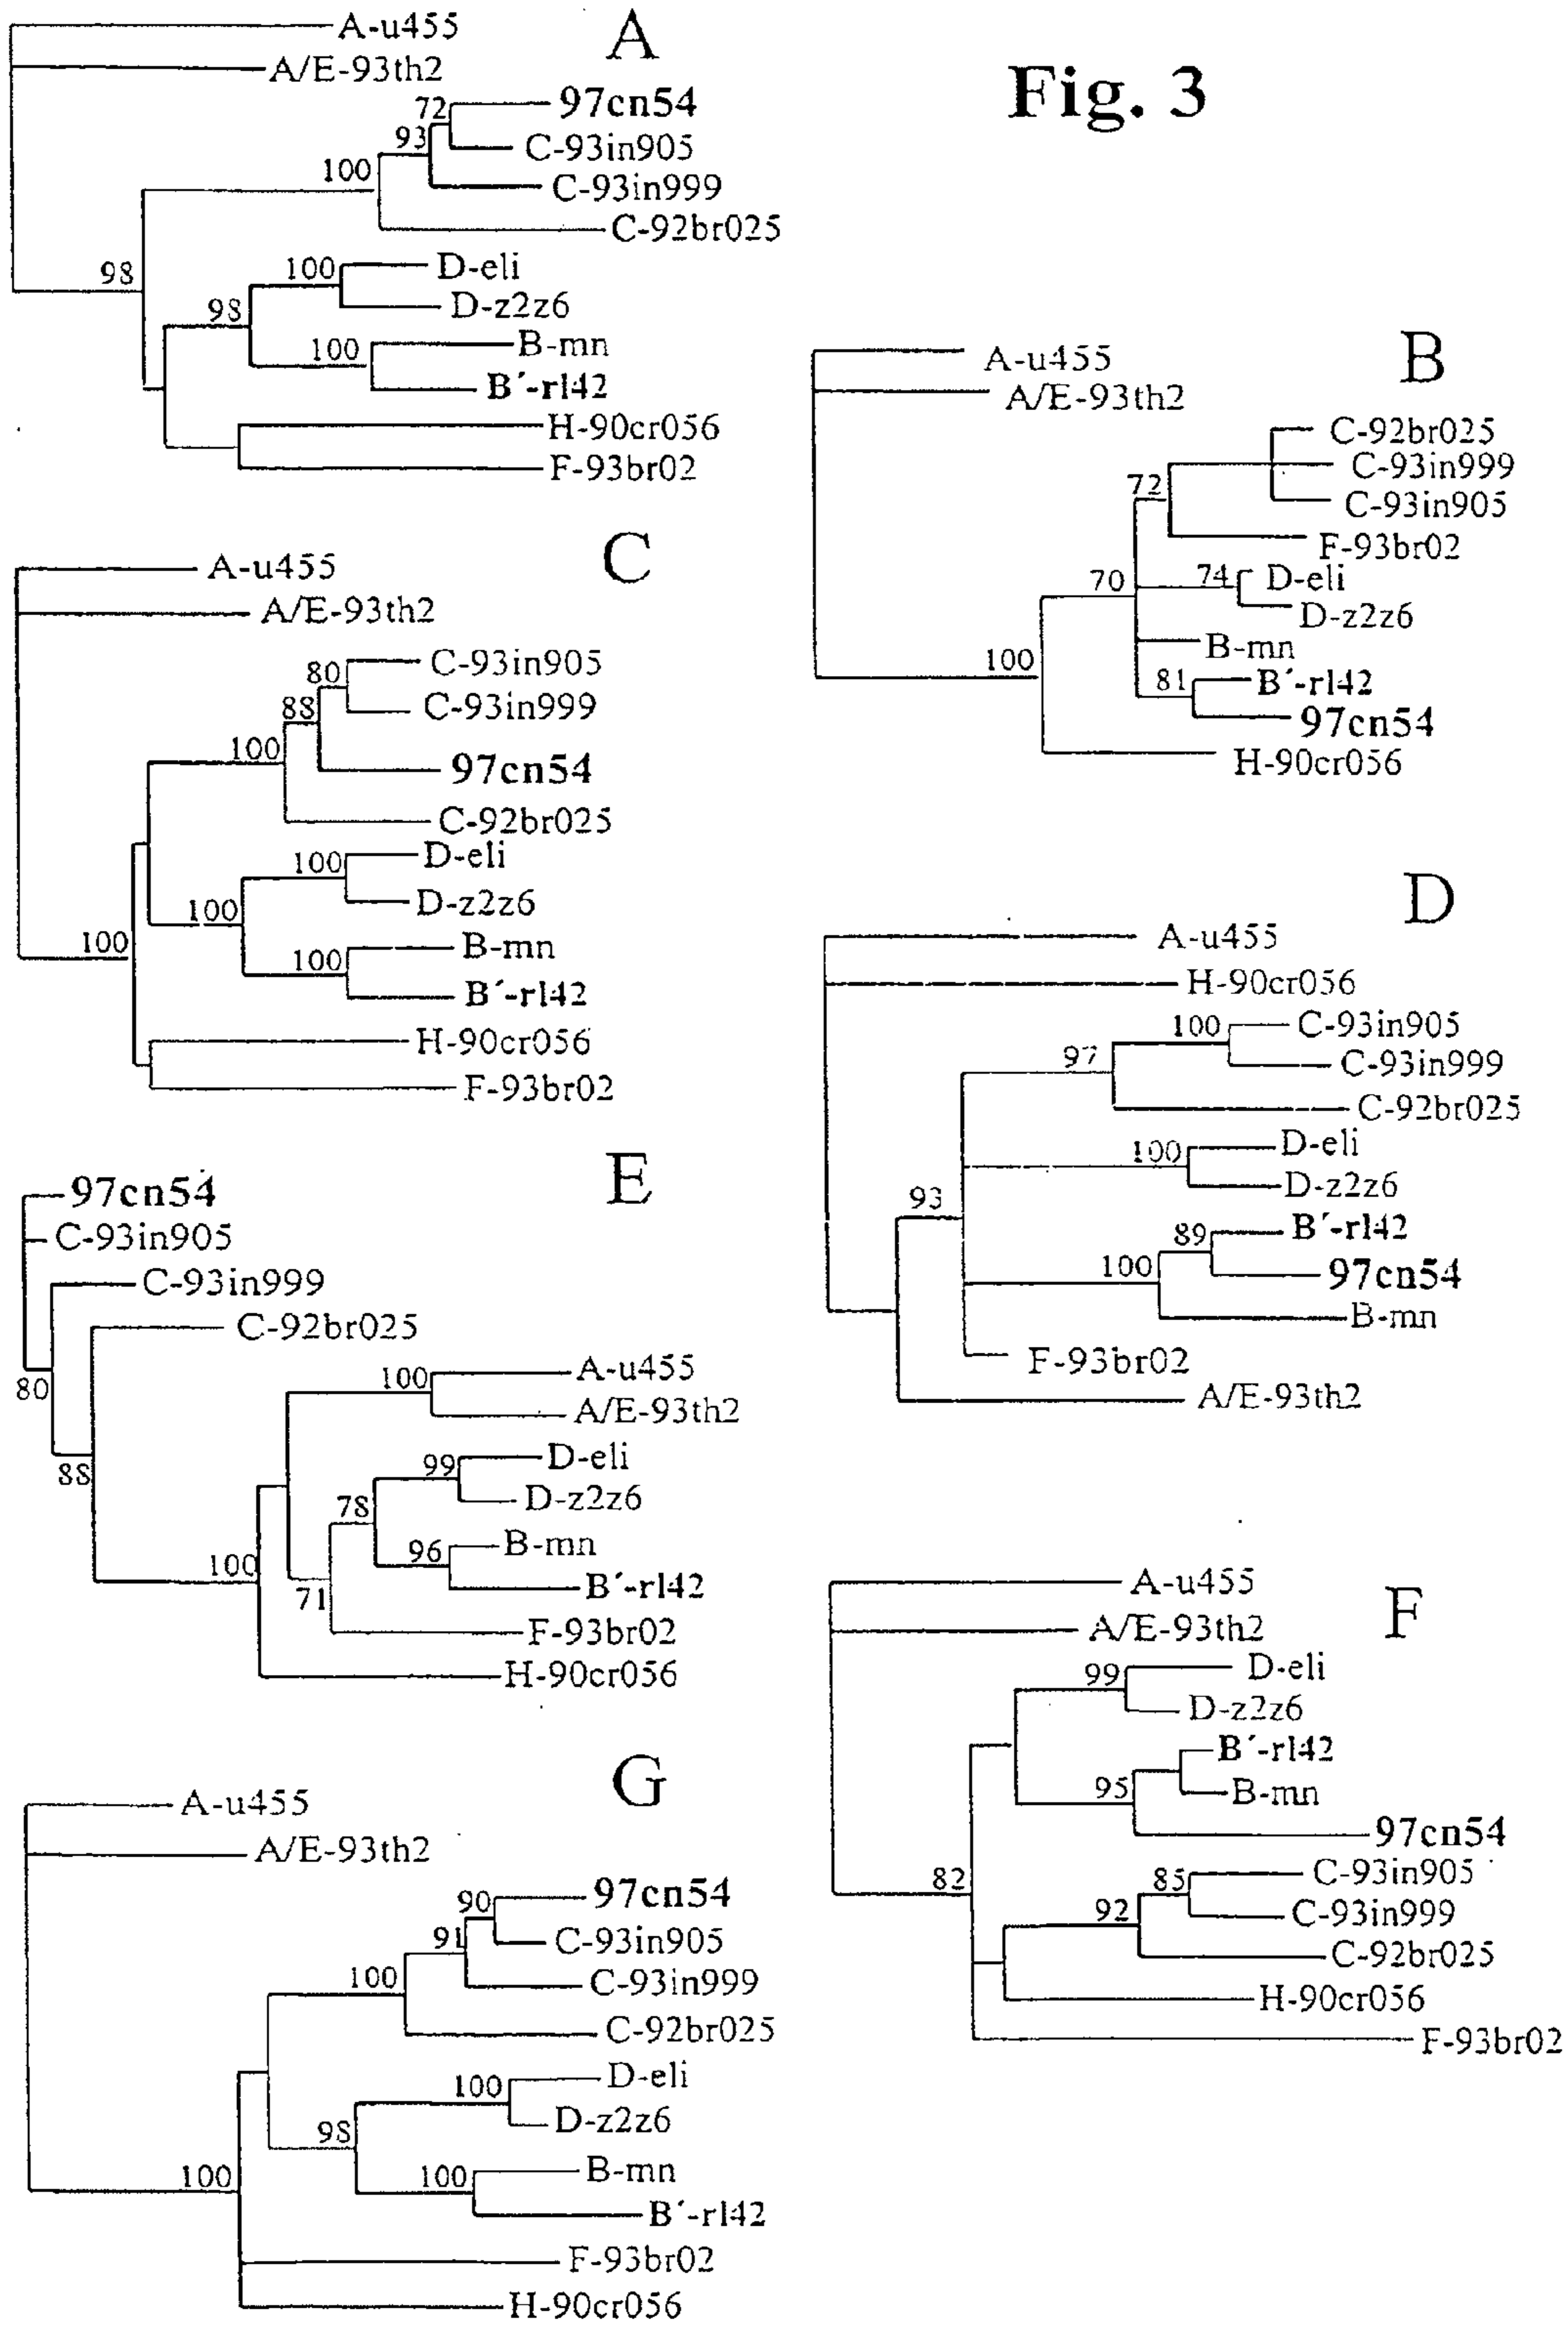 Fig. 3
A
A-u455
A/E-93th2
72
97cn54
93
C-93in905
100
C-93in999
C-92br025
98
100
D-eli
98
D-z2z6
100
B-mn
B´-rl42
H-90cr056
F-93br02
B
A-u455
A/E-93th2
C-92br025
C-93in999
72
C-93in905
F-93br02
70
74
D-eli
D-z2z6
B-mn
100
81
B´-rl42
97cn54
H-90cr056
C
A-u455
A/E-93th2
80
C-93in905
88
C-93in999
100
97cn54
C-92br025
100
D-eli
100
D-z2z6
100
B-mn
100
B´-rl42
H-90cr056
F-93br02
D
A-u455
H-90cr056
100
C-93in905
97
C-93in999
C-92br025
100
D-eli
D-z2z6
93
89
B´-rl42
100
97cn54
B-mn
F-93br02
A/E-93th2
E
97cn54
C-93in905
C-93in999
C-92br025
80
100
A-u455
A/E-93th2
88
99
D-eli
78
D-z2z6
96
B-mn
100
71
B´-rl42
F-93br02
H-90cr056
F
A-u455
A/E-93th2
99
D-eli
D-z2z6
B´-rl42
95
B-mn
97cn54
82
85
C-93in905
92
C-93in999
C-92br025
H-90cr056
F-93br02
G
A-u455
A/E-93th2
90
97cn54
91
C-93in905
100
C-93in999
C-92br025
100
D-eli
98
D-z2z6
100
100
B-mn
B´-rl42
F-93br02
H-90cr056